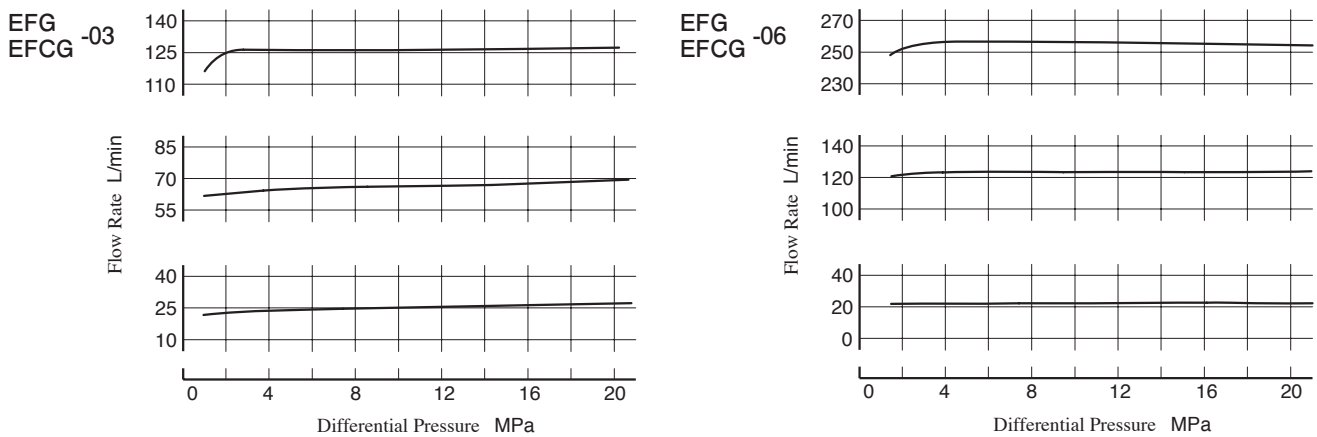 EFG
EFCG -03
140
125
110
85
70
55
40
25
10
Flow Rate L/min
0 4 8 12 16 20
Differential Pressure MPa
EFG
EFCG -06
270
250
230
140
120
100
40
20
0
Flow Rate L/min
0 4 8 12 16 20
Differential Pressure MPa